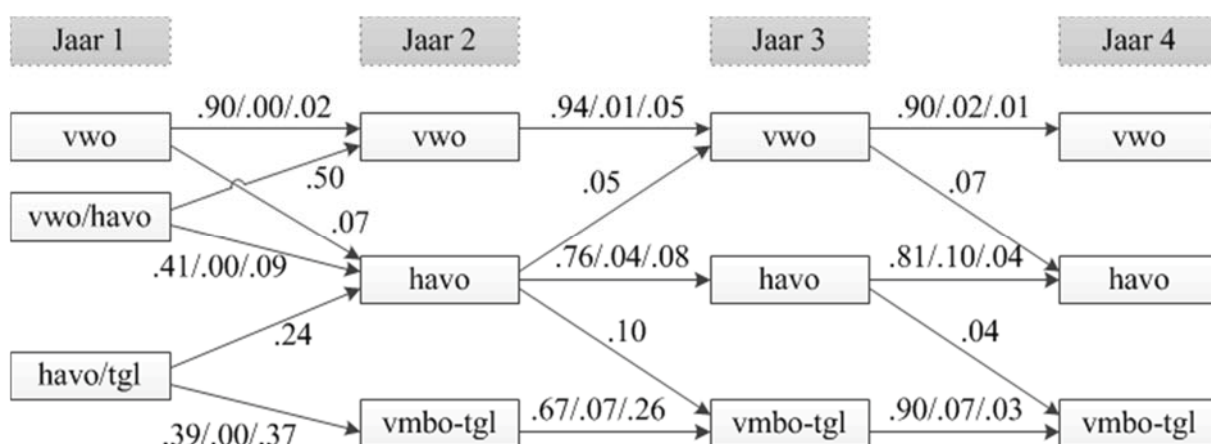 Jaar 1 Jaar 2 Jaar 3 Jaar 4
.90/.00/.02 .94/.01/.05 .90/.02/.01
vwo vwo vwo vwo
.50 .05 .07
vwo/havo
.07
.41/.00/.09 .76/.04/.08 .81/.10/.04
havo havo havo
.24 .10 .04
havo/tgl
.39/.00/.37 .67/.07/.26 .90/.07/.03
vmbo-tgl vmbo-tgl vmbo-tgl